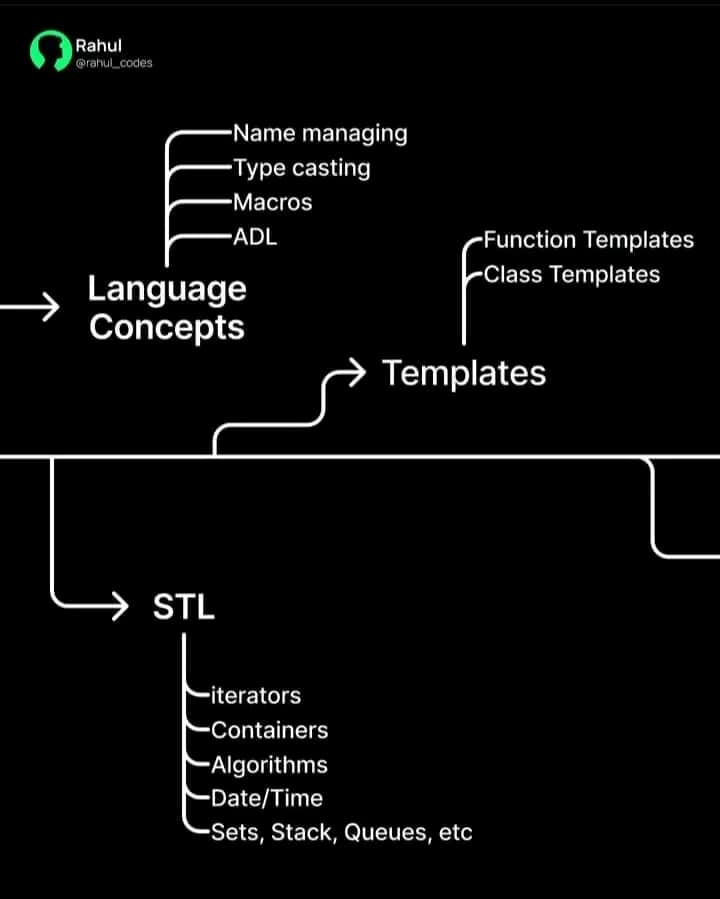 Rahul
@rahul_codes
Name managing
Type casting
Macros
ADL
Language
Concepts
Function Templates
Class Templates
Templates
STL
iterators
Containers
Algorithms
Date/Time
Sets, Stack, Queues, etc